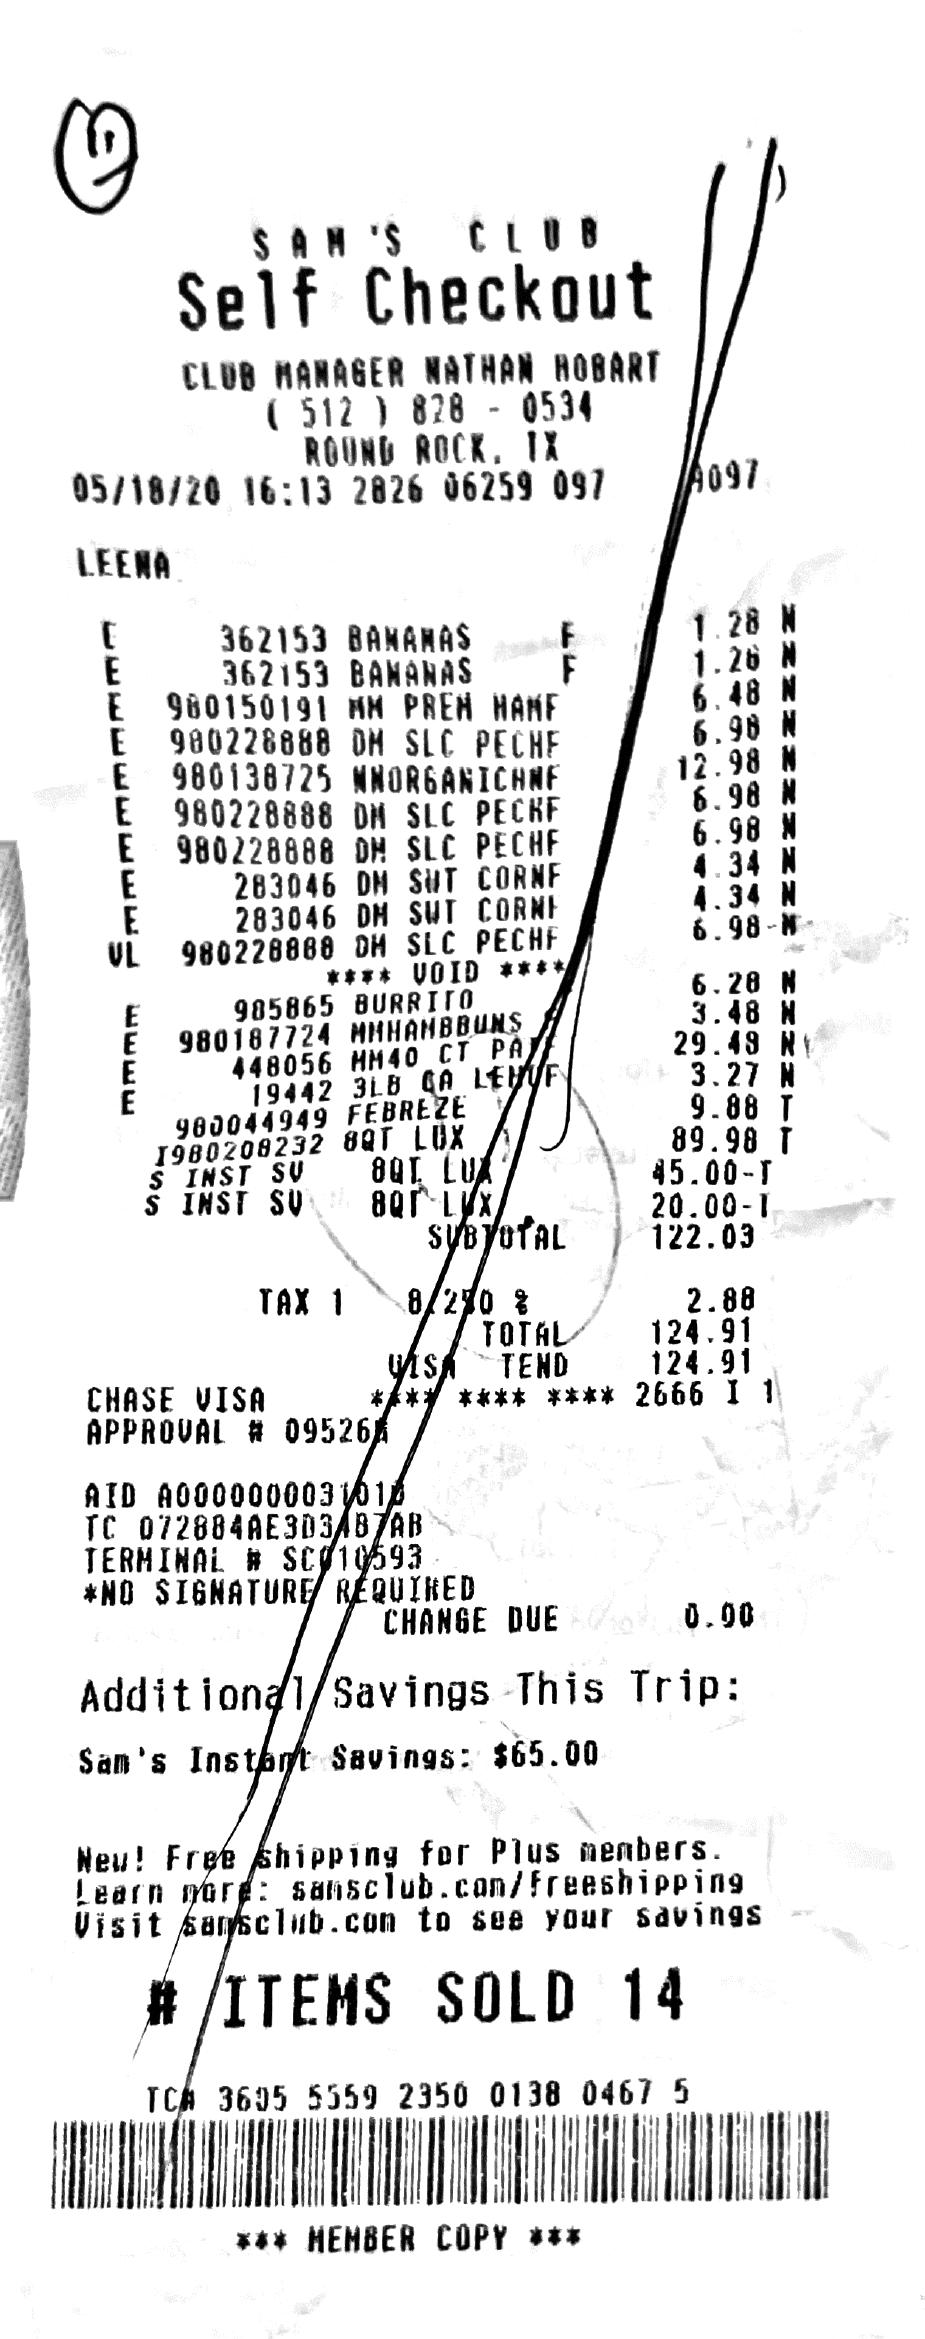 SAM'S CLUB
Self Checkout
CLUB MANAGER NATHAN HOBART
( 512 ) 828 - 0534
ROUND ROCK, TX
05/18/20 16:13 2826 06259 097 9097
LEENA
E 362153 BANANAS F 1.28 N
E 362153 BANANAS F 1.28 N
E 980150191 MM PREM HAMF 6.48 N
E 980228888 DM SLC PECHF 6.98 N
E 980138725 MMORGANICHNF 12.98 N
E 980228888 DM SLC PECHF 6.98 N
E 980228888 DM SLC PECHF 6.98 N
E 283046 DM SWT CORNF 4.34 N
E 283046 DM SWT CORNF 4.34 N
VL 980228888 DM SLC PECHF 6.98-N
**** VOID ****
E 985865 BURRITO 6.28 N
E 980187724 MMHAMBBUNS 3.48 N
E 448056 MM40 CT 29.48 N
E 19442 3LB CA LEMOF 3.27 N
980044949 FEBREZE 9.88 T
I980208232 8QT LUX 89.98 T
S INST SV 8QT LUX 45.00-T
S INST SV 8QT LUX 20.00-T
SUBTOTAL 122.03
TAX 1 8.250 % 2.88
TOTAL 124.91
VISA TEND 124.91
CHASE VISA **** **** **** 2666 I 1
APPROVAL # 09526
AID A0000000031010
TC 072884AE3D3487AB
TERMINAL # SC010593
*NO SIGNATURE REQUIRED
CHANGE DUE 0.00
Additional Savings This Trip:
Sam's Instant Savings: $65.00
New! Free shipping for Plus members.
Learn more: samsclub.com/freeshipping
Visit samsclub.com to see your savings
# ITEMS SOLD 14
TC# 3605 5559 2350 0138 0467 5
*** MEMBER COPY ***